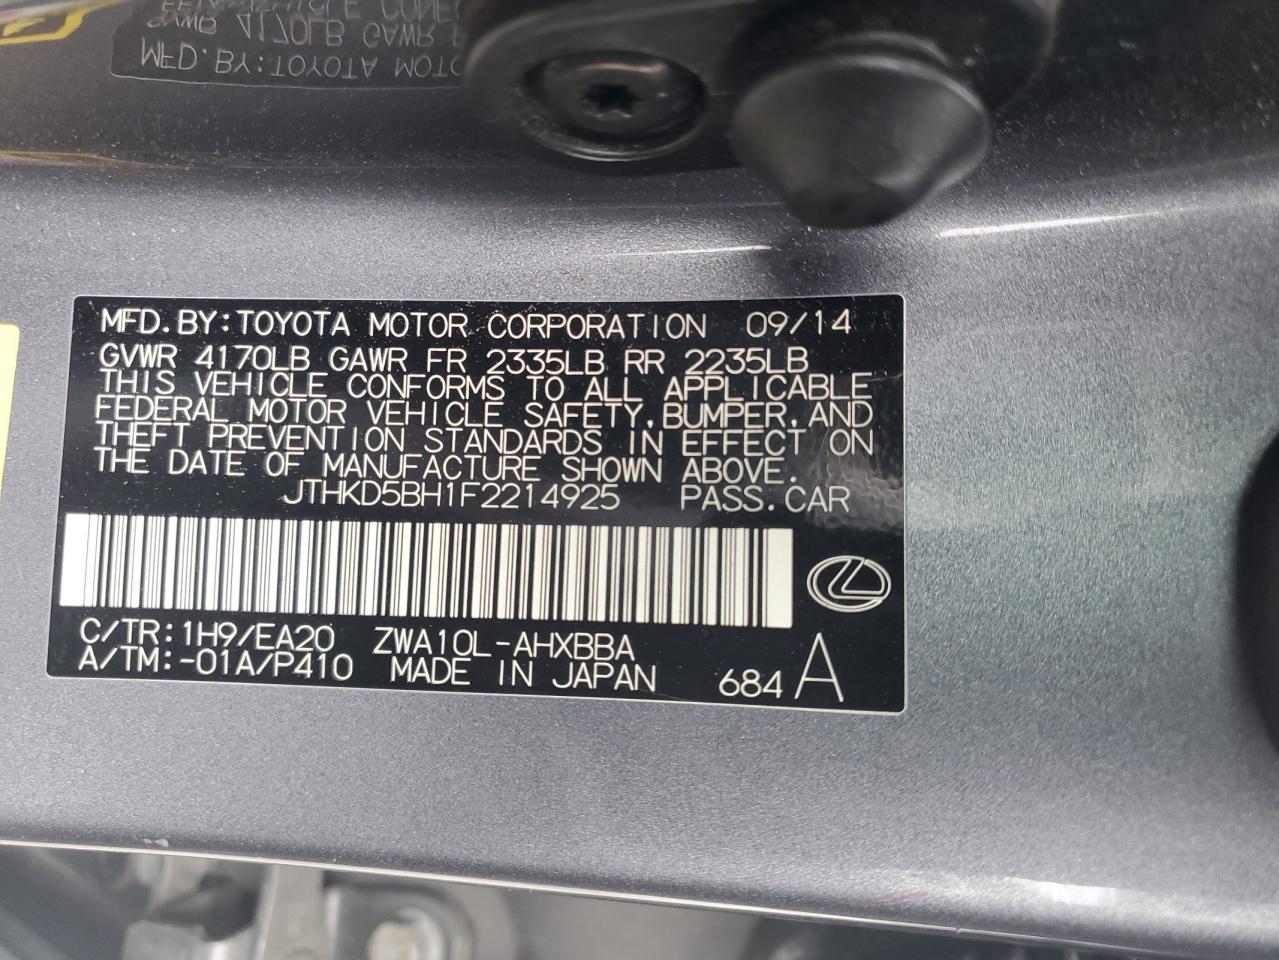 MFD. BY: TOYOTA MOTOR CORPORATION 09/14
GVWR 4170LB GAWR FR 2335LB RR 2235LB
THIS VEHICLE CONFORMS TO ALL APPLICABLE
FEDERAL MOTOR VEHICLE SAFETY, BUMPER, AND
THEFT PREVENTION STANDARDS IN EFFECT ON
THE DATE OF MANUFACTURE SHOWN ABOVE.
JTHKD5BH1F2214925 PASS. CAR
C/TR: 1H9/EA20 ZWA10L-AHXBBA
A/TM: -01A/P410 MADE IN JAPAN 684 A